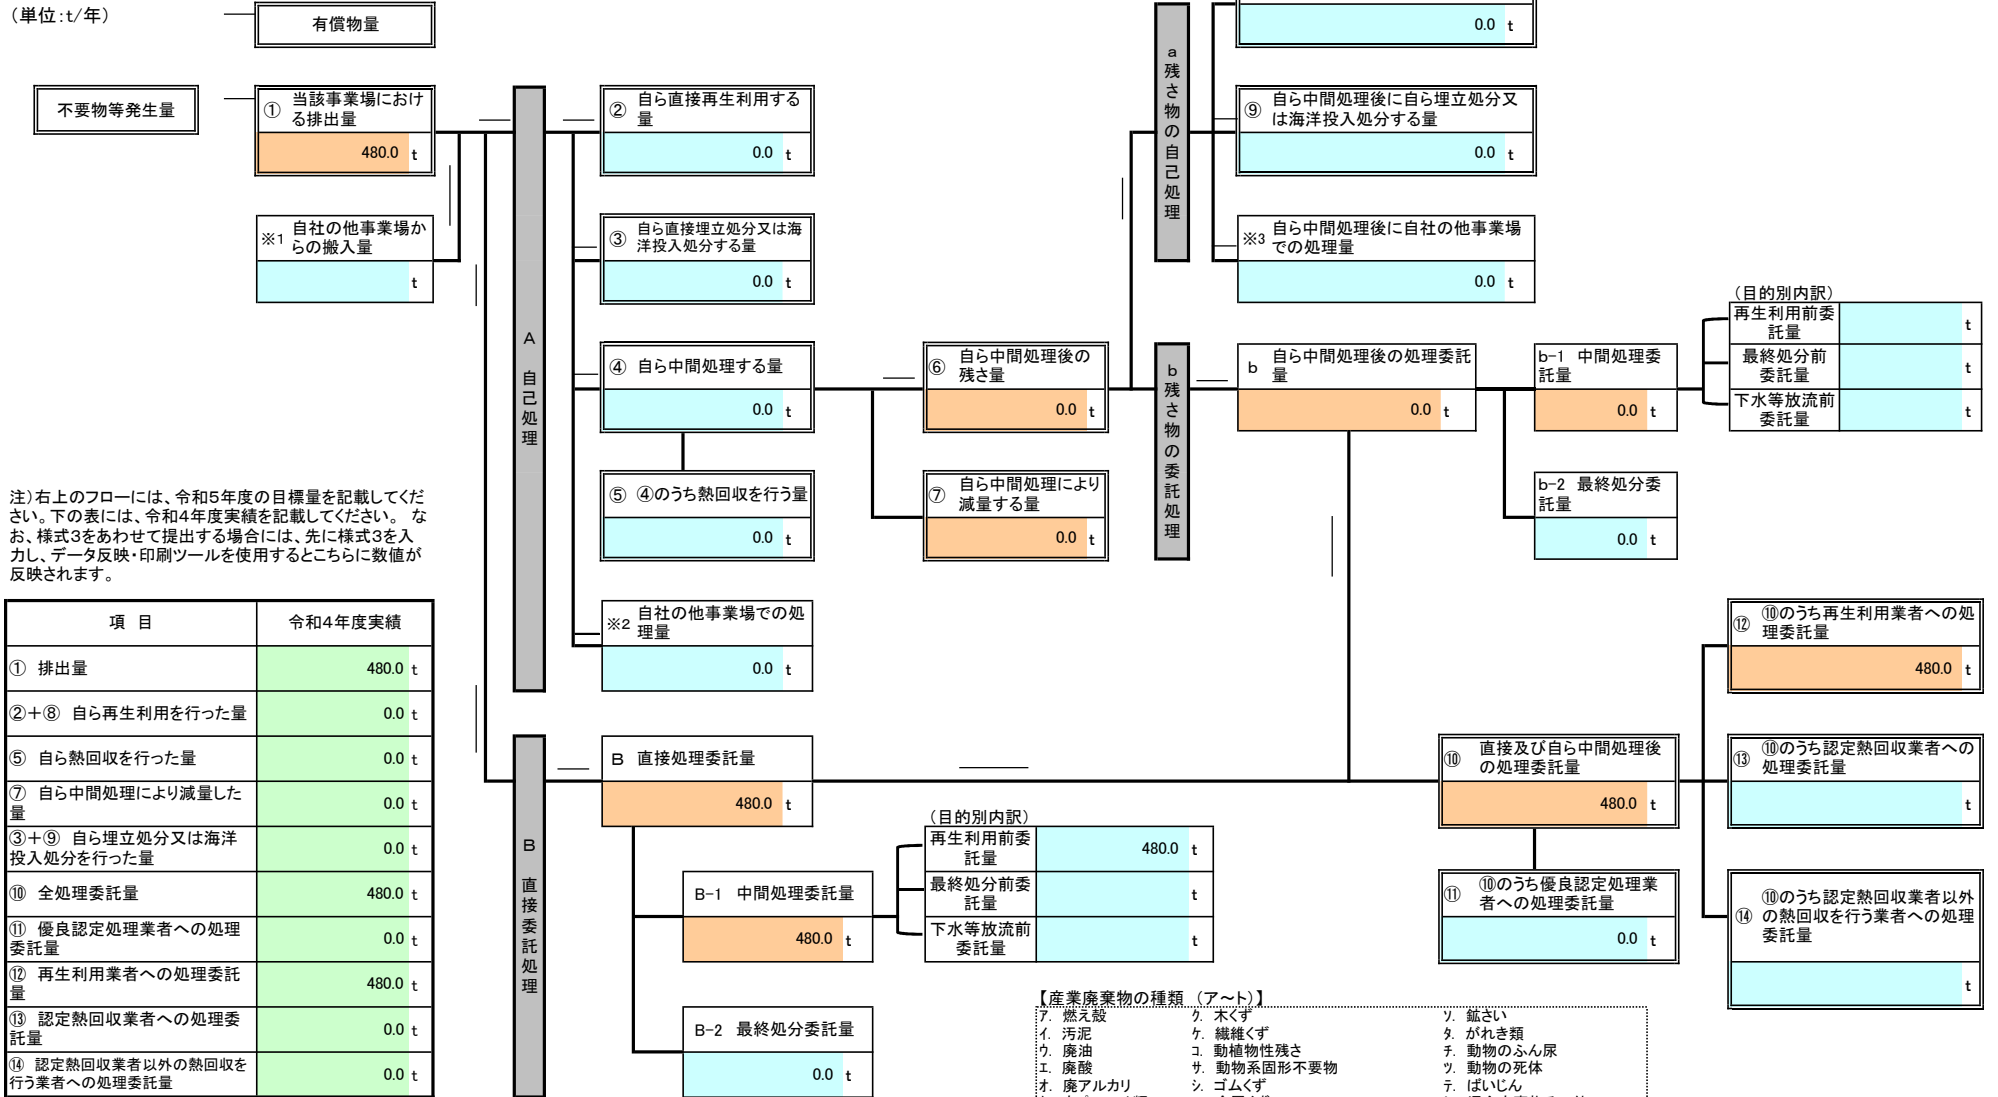 （単位:t/年）
有償物量
0.0 t
不要物等発生量
① 当該事業場におけ
る排出量
480.0 t
② 自ら直接再生利用する
量
0.0 t
a 残さ物の自己処理
⑨ 自ら中間処理後に自ら埋立処分又
は海洋投入処分する量
0.0 t
※1 自社の他事業場か
らの搬入量
t
③ 自ら直接埋立処分又は海
洋投入処分する量
0.0 t
※3 自ら中間処理後に自社の他事業場
での処理量
0.0 t
A 自己処理
④ 自ら中間処理する量
0.0 t
⑥ 自ら中間処理後の
残さ量
0.0 t
b 残さ物の委託処理
b 自ら中間処理後の処理委託
量
0.0 t
b-1 中間処理委
託量
0.0 t
（目的別内訳）
再生利用前委
託量
t
最終処分前
委託量
t
下水等放流前
委託量
t
⑤ ④のうち熱回収を行う量
0.0 t
⑦ 自ら中間処理により
減量する量
0.0 t
b-2 最終処分委
託量
0.0 t
注）右上のフローには、令和５年度の目標量を記載してくだ
さい。下の表には、令和４年度実績を記載してください。 な
お、様式３をあわせて提出する場合には、先に様式３を入
力し、データ反映・印刷ツールを使用するとこちらに数値が
反映されます。
※2 自社の他事業場での処
理量
0.0 t
項 目 令和４年度実績
① 排出量 480.0 t
②＋⑧ 自ら再生利用を行った量 0.0 t
⑤ 自ら熱回収を行った量 0.0 t
⑦ 自ら中間処理により減量した
量 0.0 t
③＋⑨ 自ら埋立処分又は海洋
投入処分を行った量 0.0 t
⑩ 全処理委託量 480.0 t
⑪ 優良認定処理業者への処理
委託量 0.0 t
⑫ 再生利用業者への処理委託
量 480.0 t
⑬ 認定熱回収業者への処理委
託量 0.0 t
⑭ 認定熱回収業者以外の熱回収を
行う業者への処理委託量 0.0 t
B 直接委託処理
B 直接処理委託量
480.0 t
（目的別内訳）
再生利用前委
託量
480.0 t
最終処分前委
託量
t
下水等放流前
委託量
t
B-1 中間処理委託量
480.0 t
B-2 最終処分委託量
0.0 t
⑩ 直接及び自ら中間処理後
の処理委託量
480.0 t
⑪ ⑩のうち優良認定処理業
者への処理委託量
0.0 t
⑫ ⑩のうち再生利用業者への処
理委託量
480.0 t
⑬ ⑩のうち認定熱回収業者への
処理委託量
t
⑭ ⑩のうち認定熱回収業者以外
の熱回収を行う業者への処理
委託量
t
【産業廃棄物の種類 （ア～ト）】
ア. 燃え殻 ク. 木くず ソ. 鉱さい
イ. 汚泥 ケ. 繊維くず タ. がれき類
ウ. 廃油 コ. 動植物性残さ チ. 動物のふん尿
エ. 廃酸 サ. 動物系固形不要物 ツ. 動物の死体
オ. 廃アルカリ シ. ゴムくず テ. ばいじん